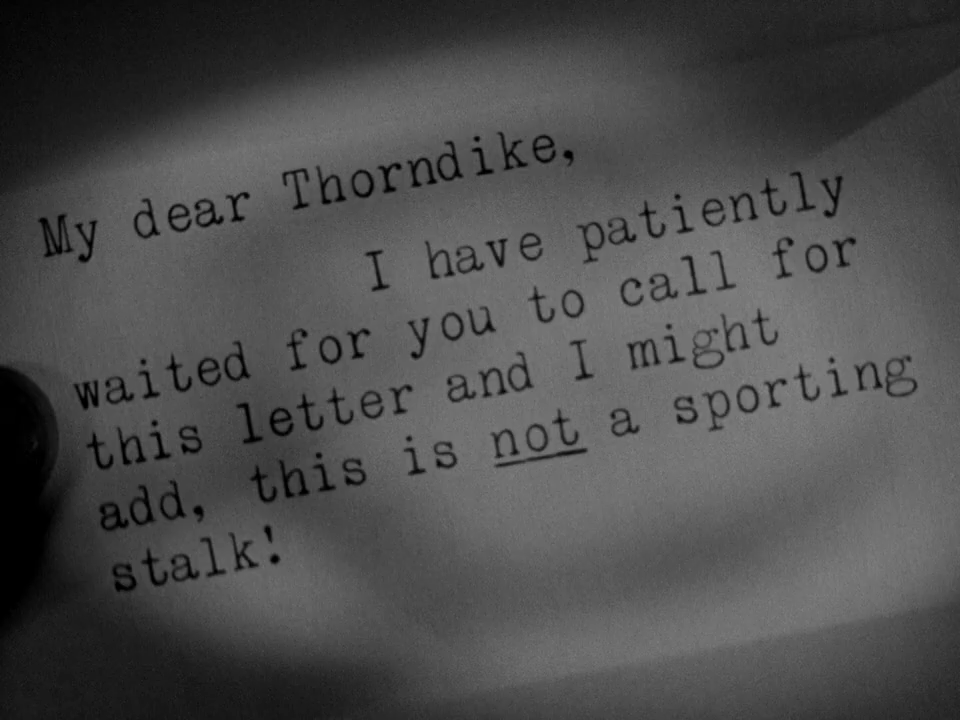 My dear Thorndike,
I have patiently
waited for you to call for
this letter and I might
add, this is not a sporting
stalk!